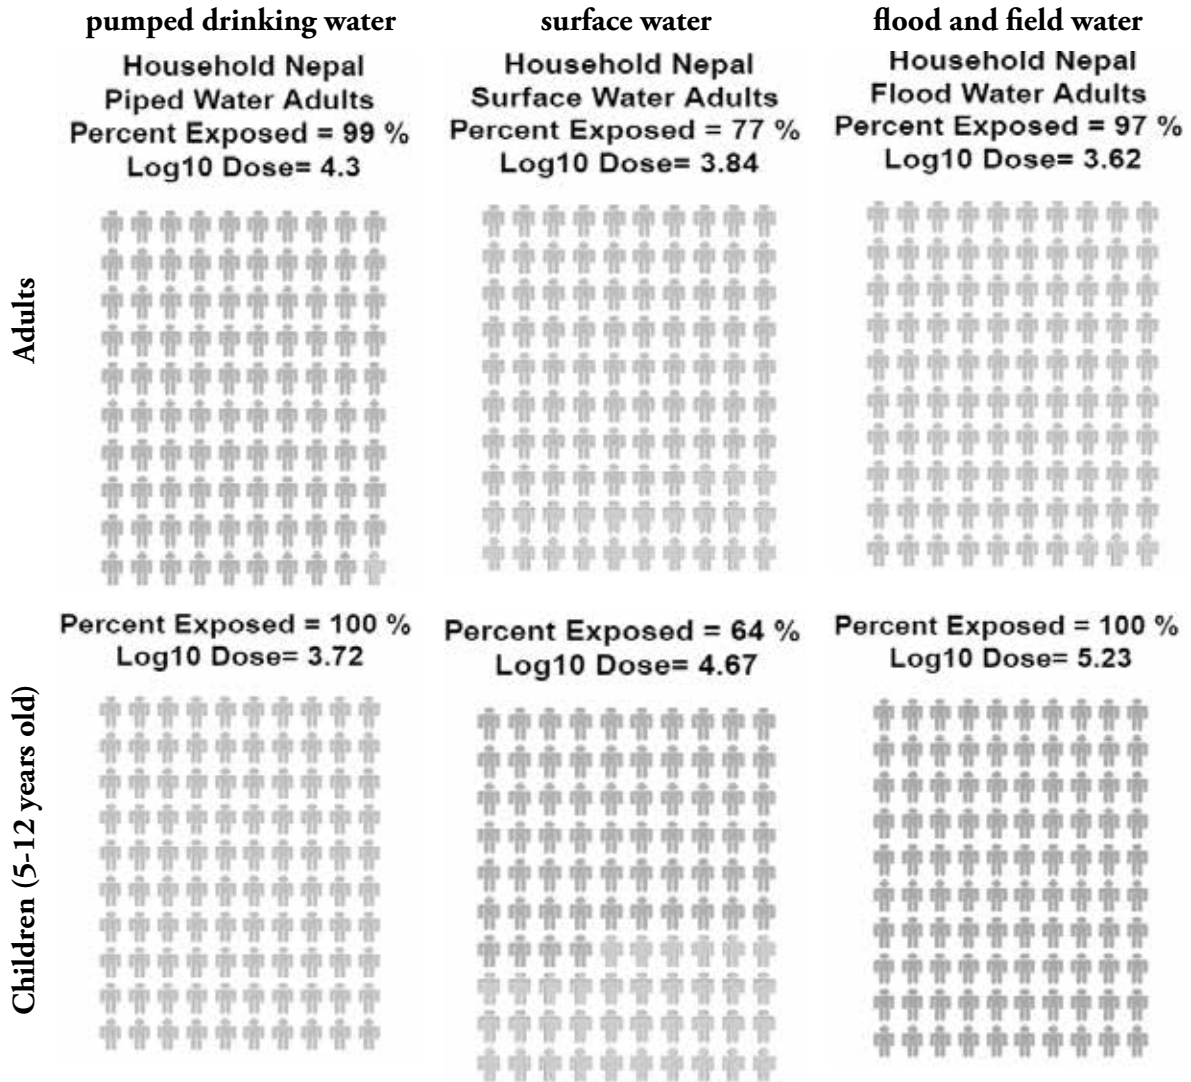 pumped drinking water
surface water
flood and field water
Household Nepal
Piped Water Adults
Percent Exposed = 99 %
Log10 Dose= 4.3
Household Nepal
Surface Water Adults
Percent Exposed = 77 %
Log10 Dose= 3.84
Household Nepal
Flood Water Adults
Percent Exposed = 97 %
Log10 Dose= 3.62
Adults
Percent Exposed = 100 %
Log10 Dose= 3.72
Percent Exposed = 64 %
Log10 Dose= 4.67
Percent Exposed = 100 %
Log10 Dose= 5.23
Children (5-12 years old)